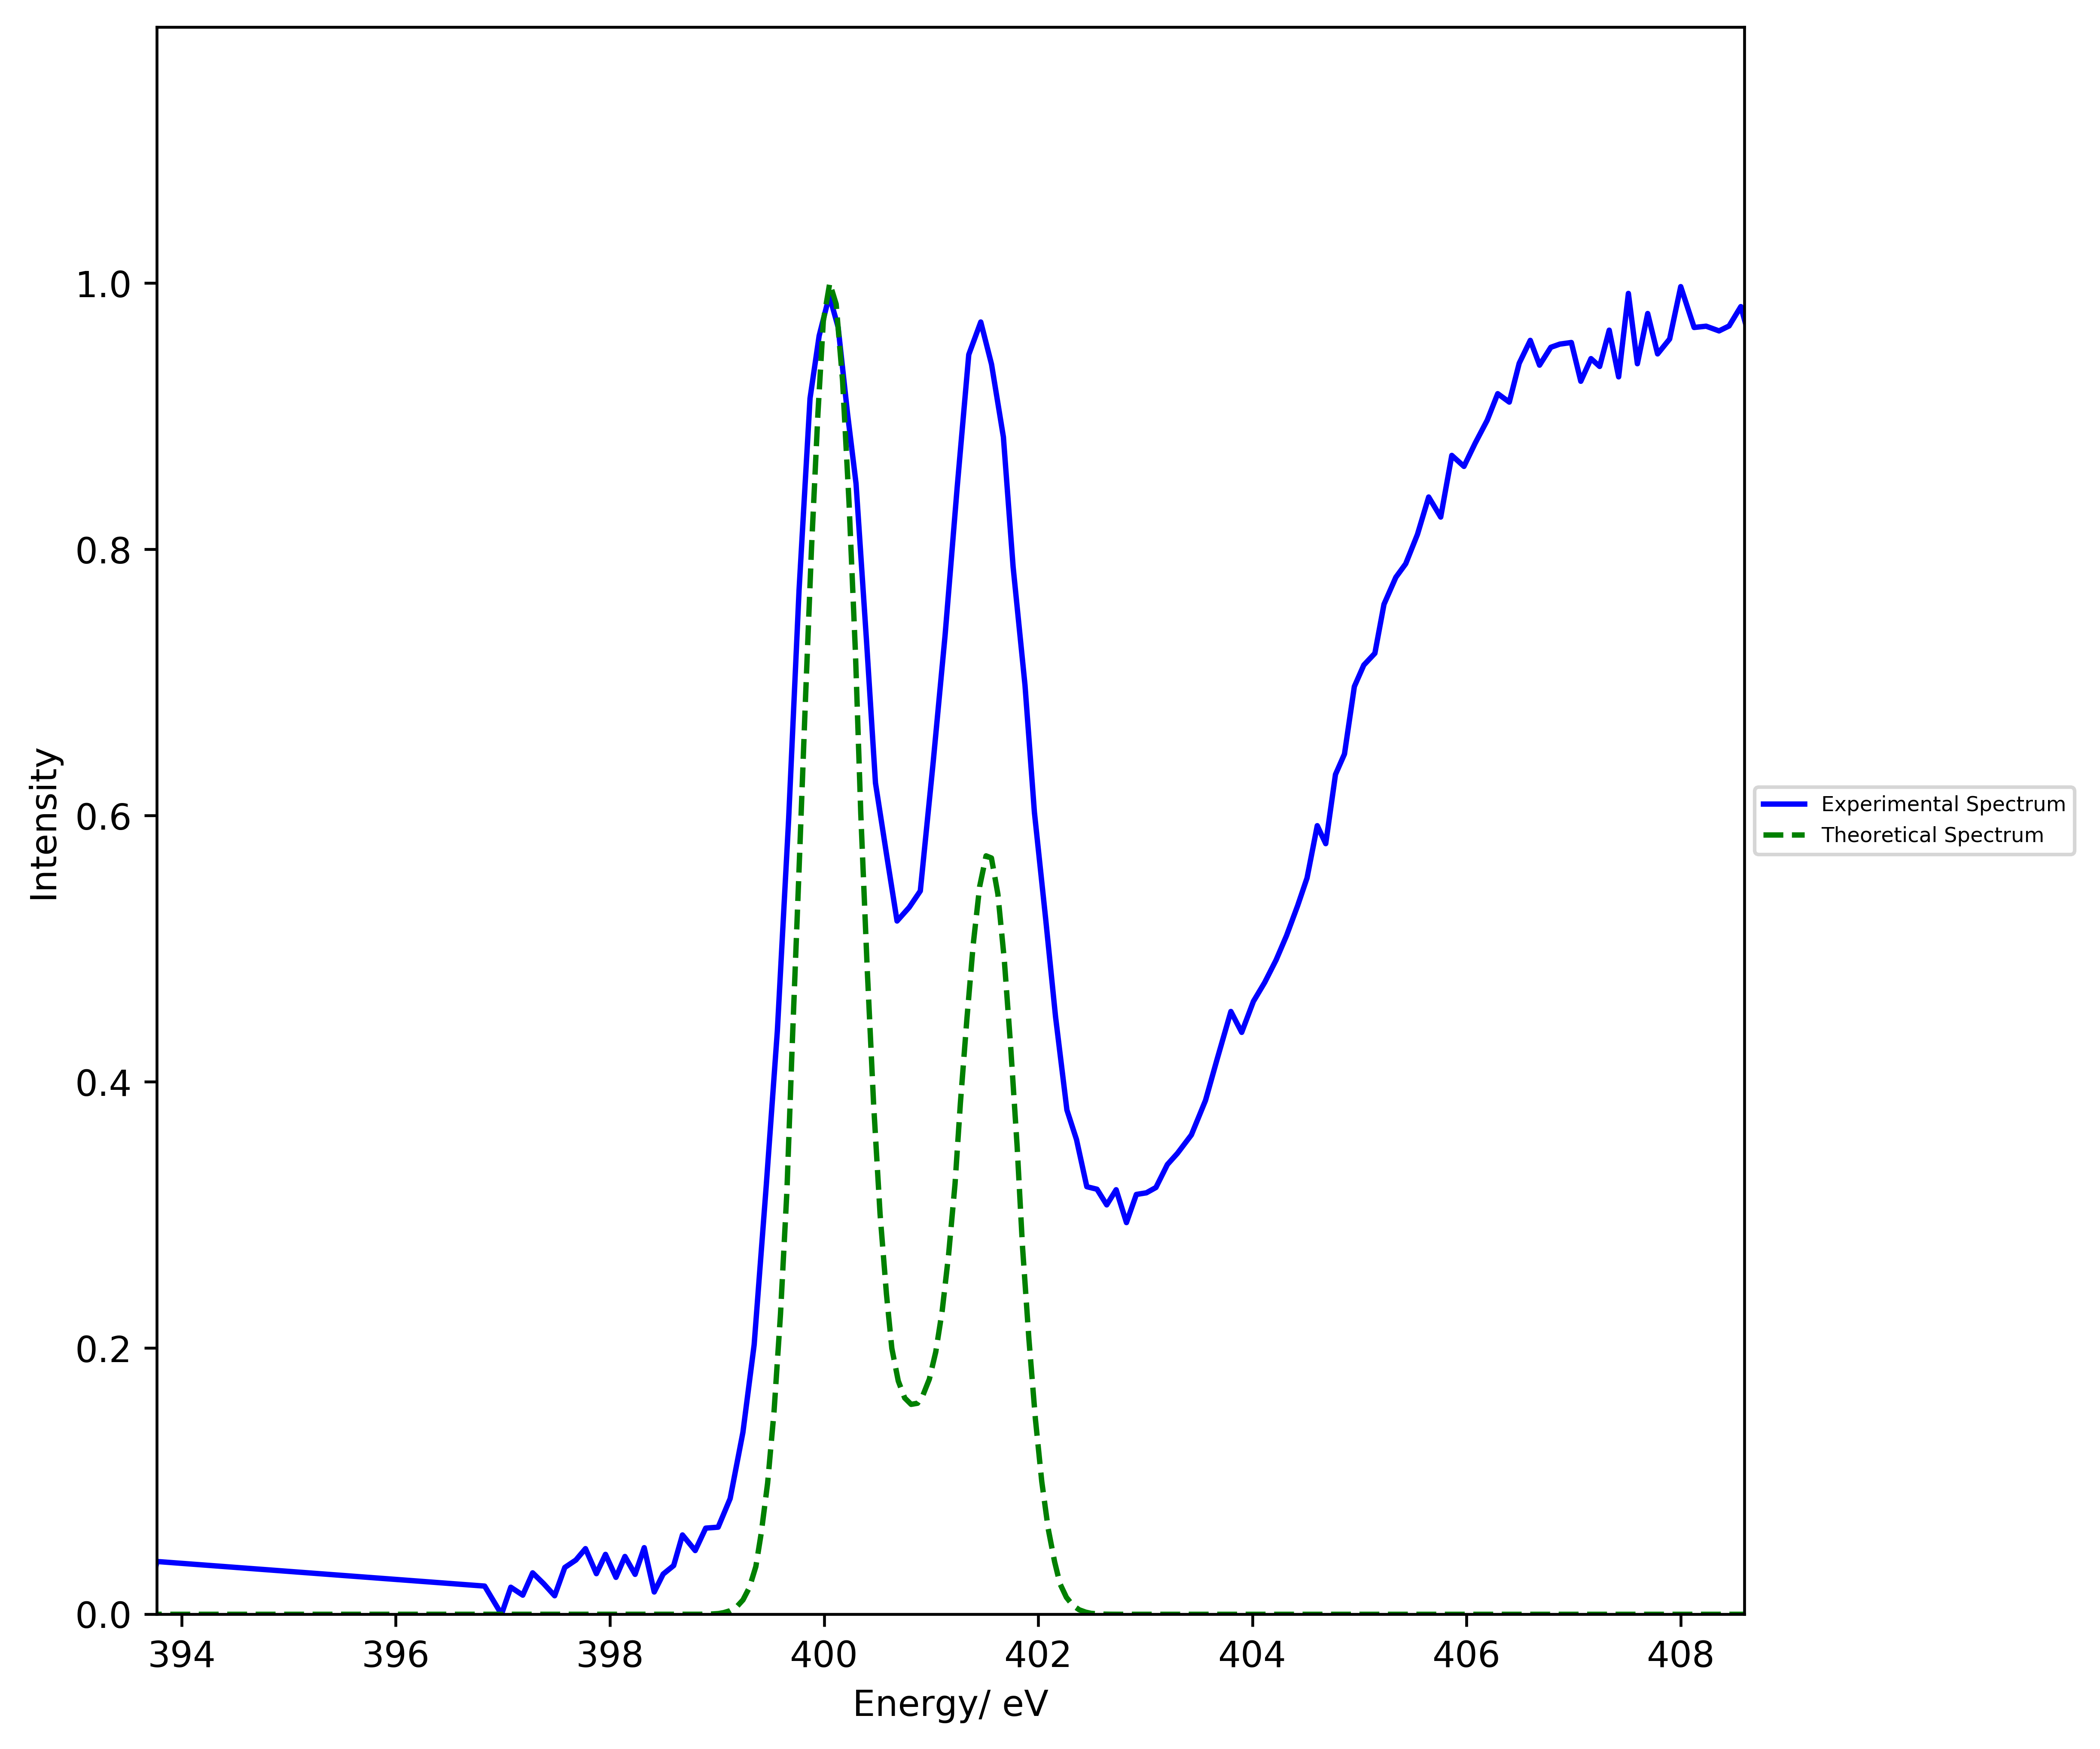 1.0
0.8
0.6
0.4
0.2
0.0
Intensity
394 396 398 400 402 404 406 408
Energy/ eV
Experimental Spectrum
Theoretical Spectrum